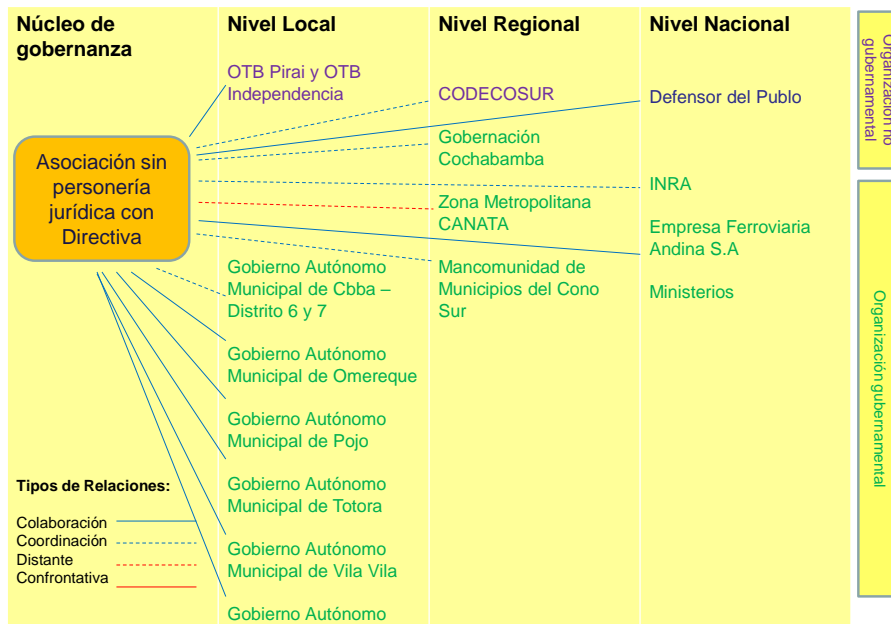 Núcleo de
gobernanza
Nivel Local
Nivel Regional
Nivel Nacional
OTB Pirai y OTB
Independencia
CODECOSUR
Defensor del Publo
Gobernación
Cochabamba
Asociación sin
personería
jurídica con
Directiva
INRA
Zona Metropolitana
CANATA
Empresa Ferroviaria
Andina S.A
Gobierno Autónomo
Municipal de Cbba –
Distrito 6 y 7
Mancomunidad de
Municipios del Cono
Sur
Ministerios
Gobierno Autónomo
Municipal de Omereque
Gobierno Autónomo
Municipal de Pojo
Gobierno Autónomo
Municipal de Totora
Gobierno Autónomo
Municipal de Vila Vila
Gobierno Autónomo
Tipos de Relaciones:
Colaboración
Coordinación
Distante
Confrontativa
Organización no
gubernamental
Organización gubernamental